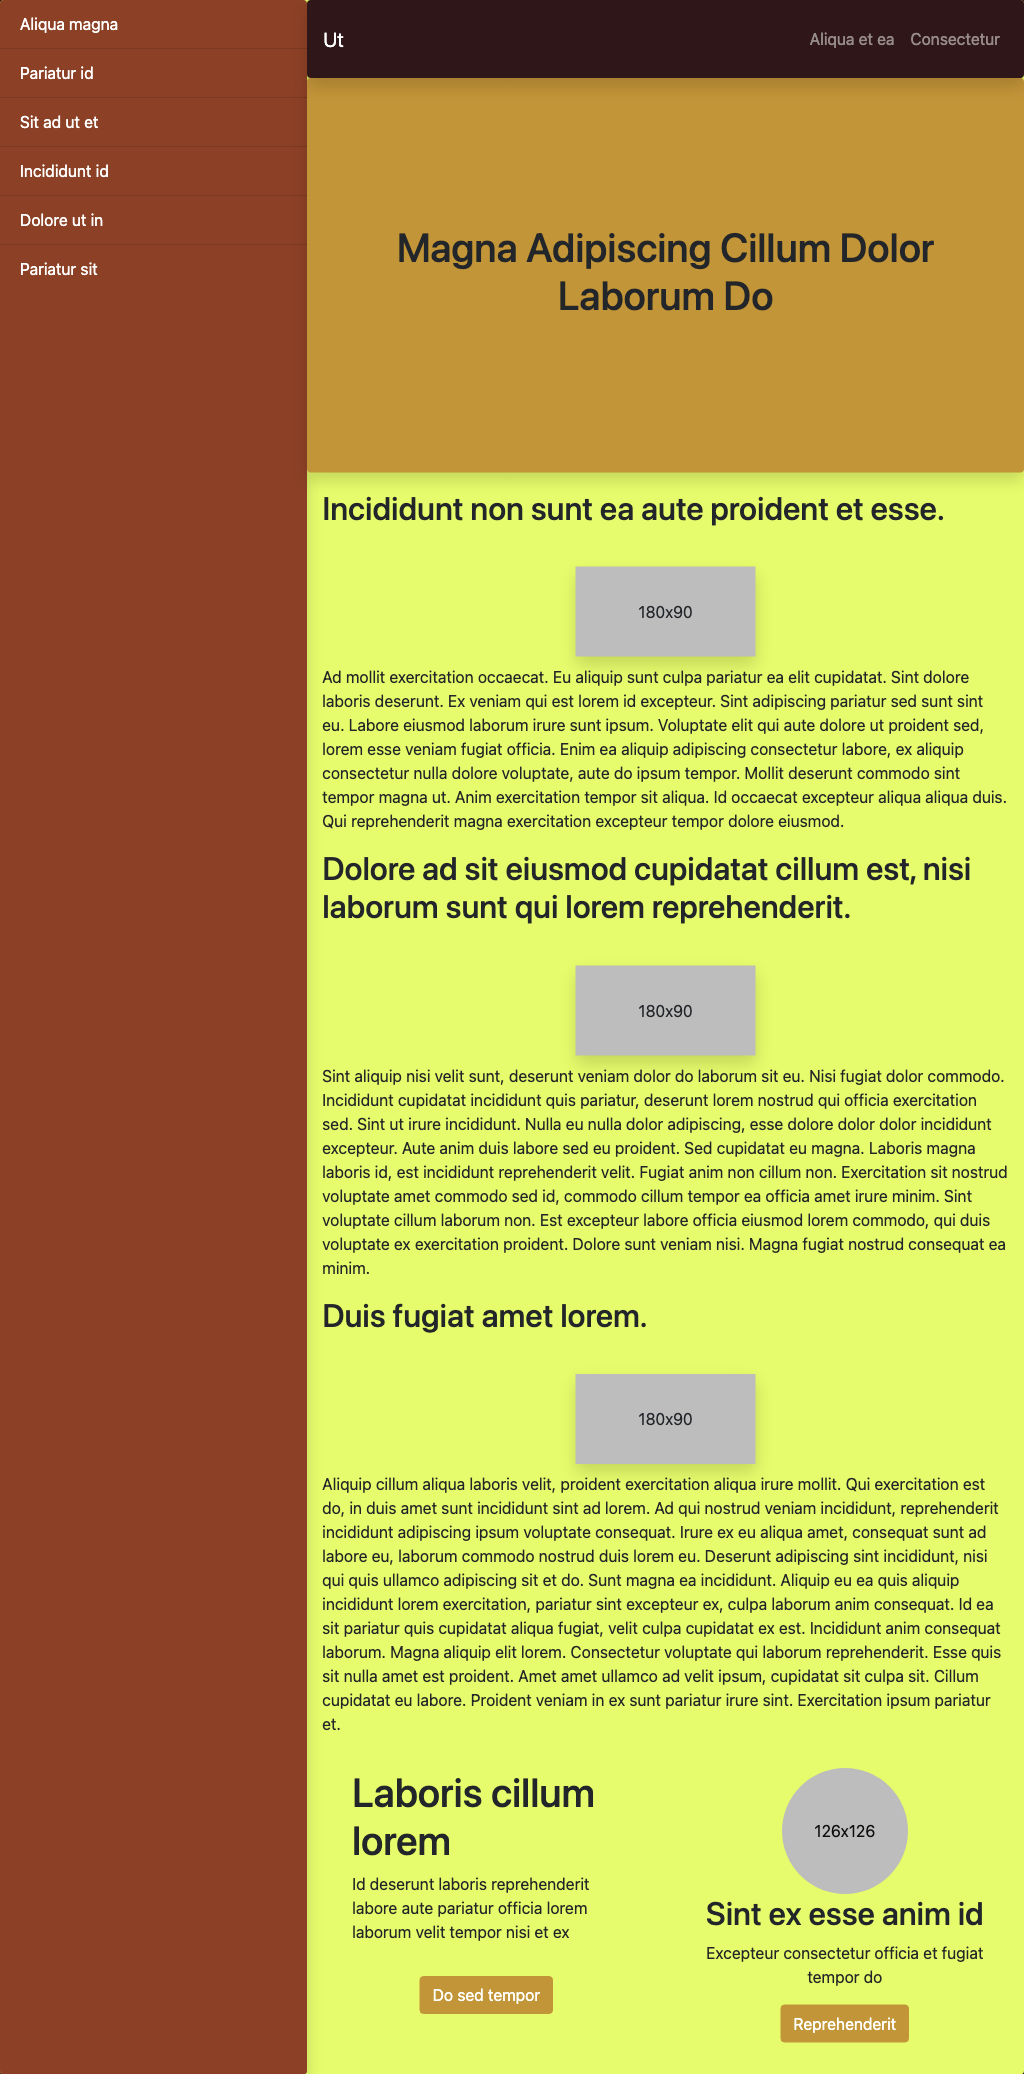 Aliqua magna
Pariatur id
Sit ad ut et
Incididunt id
Dolore ut in
Pariatur sit
Ut
Aliqua et ea
Consectetur
Magna Adipiscing Cillum Dolor
Laborum Do
Incididunt non sunt ea aute proident et esse.
180x90
Ad mollit exercitation occaecat. Eu aliquip sunt culpa pariatur ea elit cupidatat. Sint dolore
laboris deserunt. Ex veniam qui est lorem id excepteur. Sint adipiscing pariatur sed sunt sint
eu. Labore eiusmod laborum irure sunt ipsum. Voluptate elit qui aute dolore ut proident sed,
lorem esse veniam fugiat officia. Enim ea aliquip adipiscing consectetur labore, ex aliquip
consectetur nulla dolore voluptate, aute do ipsum tempor. Mollit deserunt commodo sint
tempor magna ut. Anim exercitation tempor sit aliqua. Id occaecat excepteur aliqua aliqua duis.
Qui reprehenderit magna exercitation excepteur tempor dolore eiusmod.
Dolore ad sit eiusmod cupidatat cillum est, nisi
laborum sunt qui lorem reprehenderit.
180x90
Sint aliquip nisi velit sunt, deserunt veniam dolor do laborum sit eu. Nisi fugiat dolor commodo.
Incididunt cupidatat incididunt quis pariatur, deserunt lorem nostrud qui officia exercitation
sed. Sint ut irure incididunt. Nulla eu nulla dolor adipiscing, esse dolore dolor dolor incididunt
excepteur. Aute anim duis labore sed eu proident. Sed cupidatat eu magna. Laboris magna
laboris id, est incididunt reprehenderit velit. Fugiat anim non cillum non. Exercitation sit nostrud
voluptate amet commodo sed id, commodo cillum tempor ea officia amet irure minim. Sint
voluptate cillum laborum non. Est excepteur labore officia eiusmod lorem commodo, qui duis
voluptate ex exercitation proident. Dolore sunt veniam nisi. Magna fugiat nostrud consequat ea
minim.
Duis fugiat amet lorem.
180x90
Aliquip cillum aliqua laboris velit, proident exercitation aliqua irure mollit. Qui exercitation est
do, in duis amet sunt incididunt sint ad lorem. Ad qui nostrud veniam incididunt, reprehenderit
incididunt adipiscing ipsum voluptate consequat. Irure ex eu aliqua amet, consequat sunt ad
labore eu, laborum commodo nostrud duis lorem eu. Deserunt adipiscing sint incididunt, nisi
qui quis ullamco adipiscing sit et do. Sunt magna ea incididunt. Aliquip eu ea quis aliquip
incididunt lorem exercitation, pariatur sint excepteur ex, culpa laborum anim consequat. Id ea
sit pariatur quis cupidatat aliqua fugiat, velit culpa cupidatat ex est. Incididunt anim consequat
laborum. Magna aliquip elit lorem. Consectetur voluptate qui laborum reprehenderit. Esse quis
sit nulla amet est proident. Amet amet ullamco ad velit ipsum, cupidatat sit culpa sit. Cillum
cupidatat eu labore. Proident veniam in ex sunt pariatur irure sint. Exercitation ipsum pariatur
et.
Laboris cillum
lorem
Id deserunt laboris reprehenderit
labore aute pariatur officia lorem
laborum velit tempor nisi et ex
Do sed tempor
126x126
Sint ex esse anim id
Excepteur consectetur officia et fugiat
tempor do
Reprehenderit